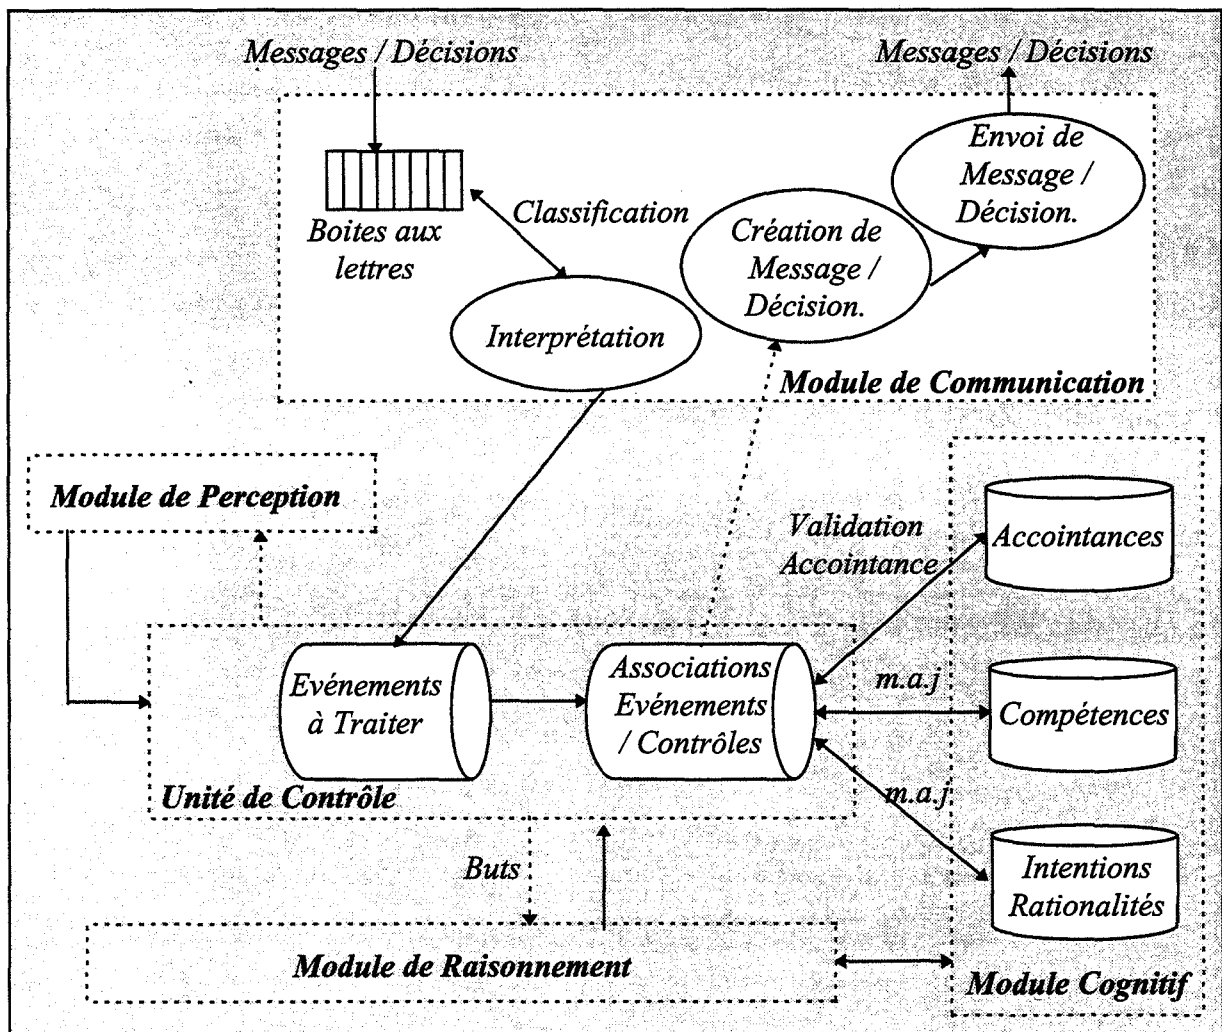 Messages / Décisions
Messages / Décisions
Envoi de
Message /
Décision.
Classification
Boites aux
lettres
Création de
Message /
Décision.
Interprétation
Module de Communication
Module de Perception
Validation
Accointance
Accointances
Evénements
à Traiter
Associations
Evénements
/ Contrôles
m.a.j
Compétences
Unité de Contrôle
m.a.j
Buts
Intentions
Rationalités
Module de Raisonnement
Module Cognitif